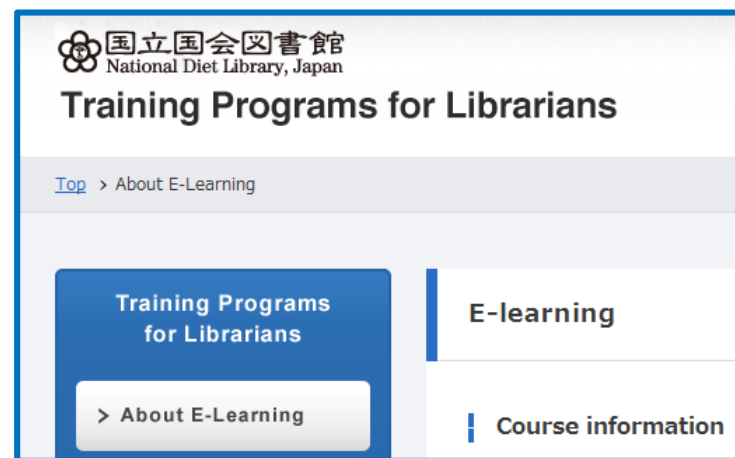 国立国会図書館
National Diet Library, Japan
Training Programs for Librarians
Top > About E-Learning
Training Programs
for Librarians
> About E-Learning
E-learning
Course information